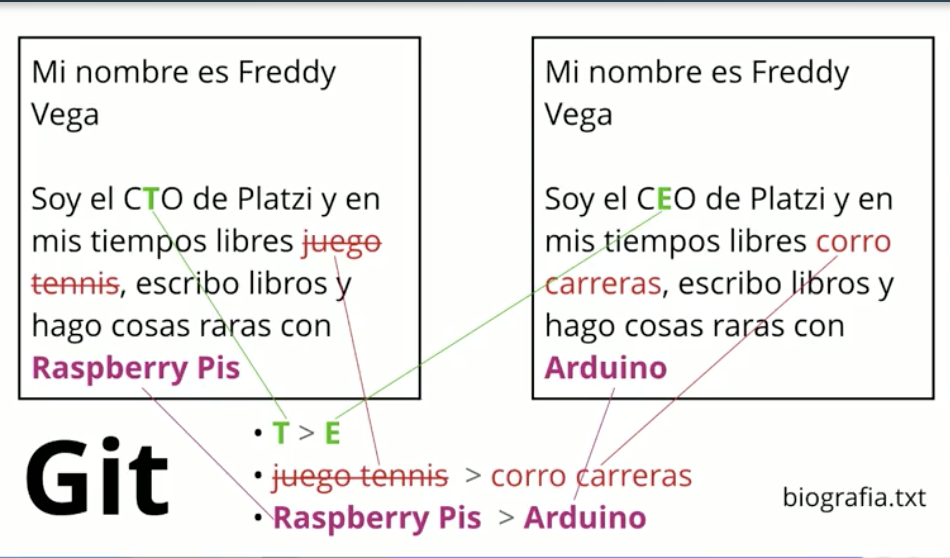 Mi nombre es Freddy
Vega
Soy el CTO de Platzi y en
mis tiempos libres juego
tennis, escribo libros y
hago cosas raras con
Raspberry Pis
Mi nombre es Freddy
Vega
Soy el CEO de Platzi y en
mis tiempos libres corro
carreras, escribo libros y
hago cosas raras con
Arduino
Git
• T > E
• juego tennis > corro carreras
• Raspberry Pis > Arduino
biografia.txt